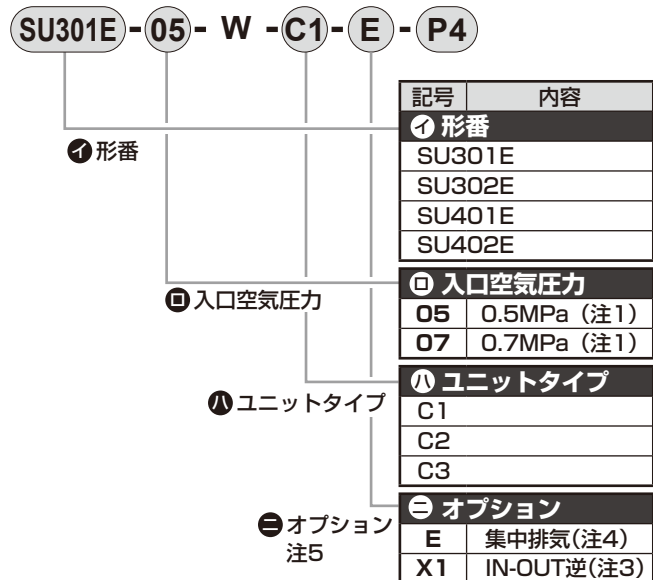 SU301E - 05 - W - C1 - E - P4
記号 内容
イ 形番
イ 形番
SU301E
SU302E
SU401E
SU402E
ロ 入口空気圧力
ロ 入口空気圧力
05 0.5MPa（注1）
07 0.7MPa（注1）
ハ ユニットタイプ
ハ ユニットタイプ
C1
C2
C3
ニ オプション
注5
ニ オプション
E 集中排気(注4)
X1 IN-OUT逆(注3)